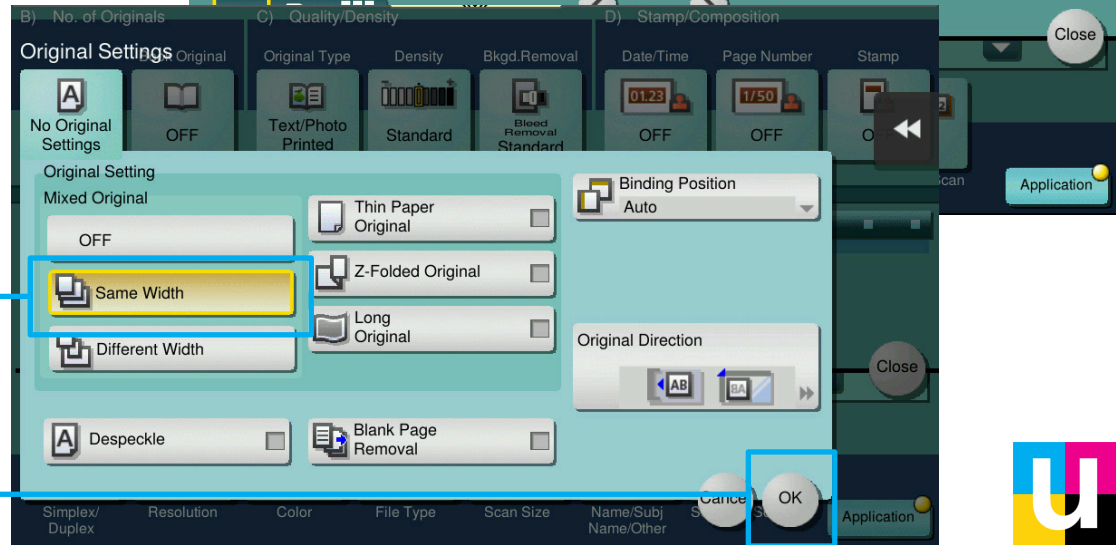 B) No. of Originals
C) Quality/Density
D) Stamp/Composition
Close
Original Settings
Original
Original Type
Density
Bkgd.Removal
Date/Time
Page Number
Stamp
01.23
1/50
2
No Original
Settings
OFF
Text/Photo
Printed
Standard
Bleed
Removal
Standard
OFF
OFF
Application
Original Setting
Mixed Original
OFF
Same Width
Different Width
Thin Paper
Original
Z-Folded Original
Long
Original
Binding Position
Auto
Original Direction
AB
BA
Close
A Despeckle
Blank Page
Removal
Cancel
OK
Simplex/
Duplex
Resolution
Color
File Type
Scan Size
Name/Subj
Name/Other
Application
u